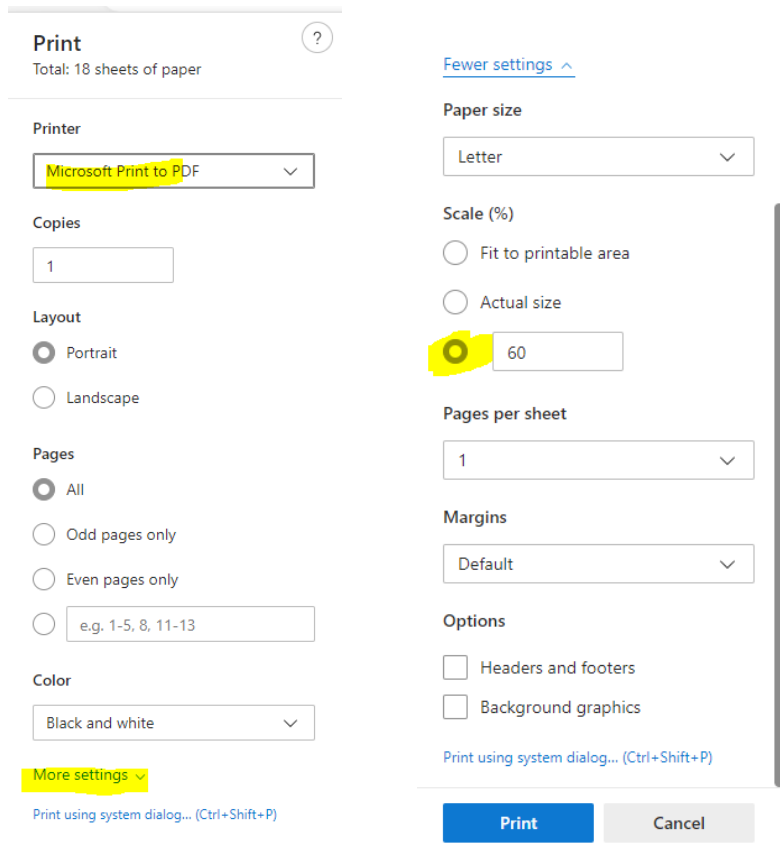 Print
?
Total: 18 sheets of paper
Printer
Microsoft Print to PDF
Copies
1
Layout
Portrait
Landscape
Pages
All
Odd pages only
Even pages only
e.g. 1-5, 8, 11-13
Color
Black and white
More settings
Print using system dialog... (Ctrl+Shift+P)
Fewer settings
Paper size
Letter
Scale (%)
Fit to printable area
Actual size
60
Pages per sheet
1
Margins
Default
Options
Headers and footers
Background graphics
Print using system dialog... (Ctrl+Shift+P)
Print
Cancel